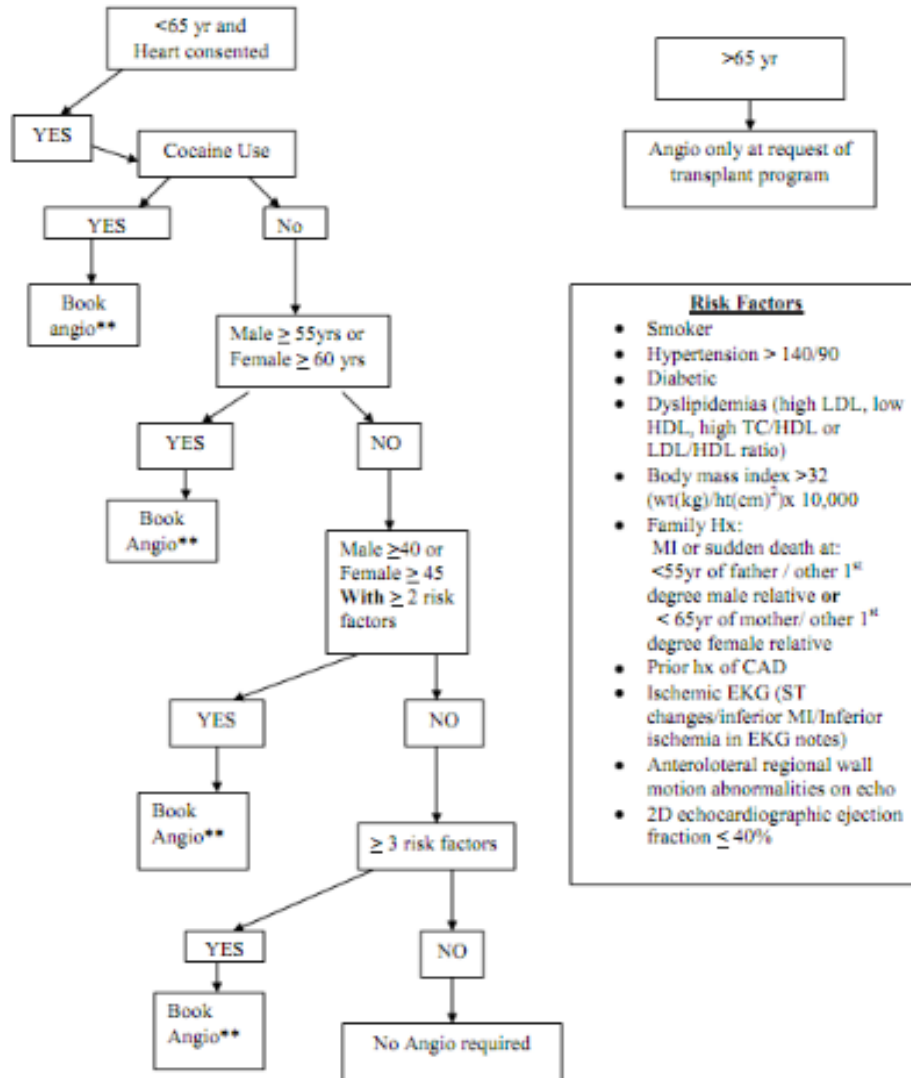 <65 yr and
Heart consented
>65 yr
YES
Cocaine Use
Angio only at request of
transplant program
YES
No
Book
angio**
Male ≥ 55yrs or
Female ≥ 60 yrs
YES
NO
Book
Angio**
Male ≥40 or
Female ≥ 45
With ≥ 2 risk
factors
YES
NO
Book
Angio**
≥ 3 risk factors
YES
NO
Book
Angio**
No Angio required
Risk Factors
• Smoker
• Hypertension > 140/90
• Diabetic
• Dyslipidemias (high LDL, low
HDL, high TC/HDL or
LDL/HDL ratio)
• Body mass index >32
(wt(kg)/ht(cm)²)x 10,000
• Family Hx:
MI or sudden death at:
<55yr of father / other 1st
degree male relative or
< 65yr of mother/ other 1st
degree female relative
• Prior hx of CAD
• Ischemic EKG (ST
changes/inferior MI/Inferior
ischemia in EKG notes)
• Anteroloteral regional wall
motion abnormalities on echo
• 2D echocardiographic ejection
fraction ≤ 40%